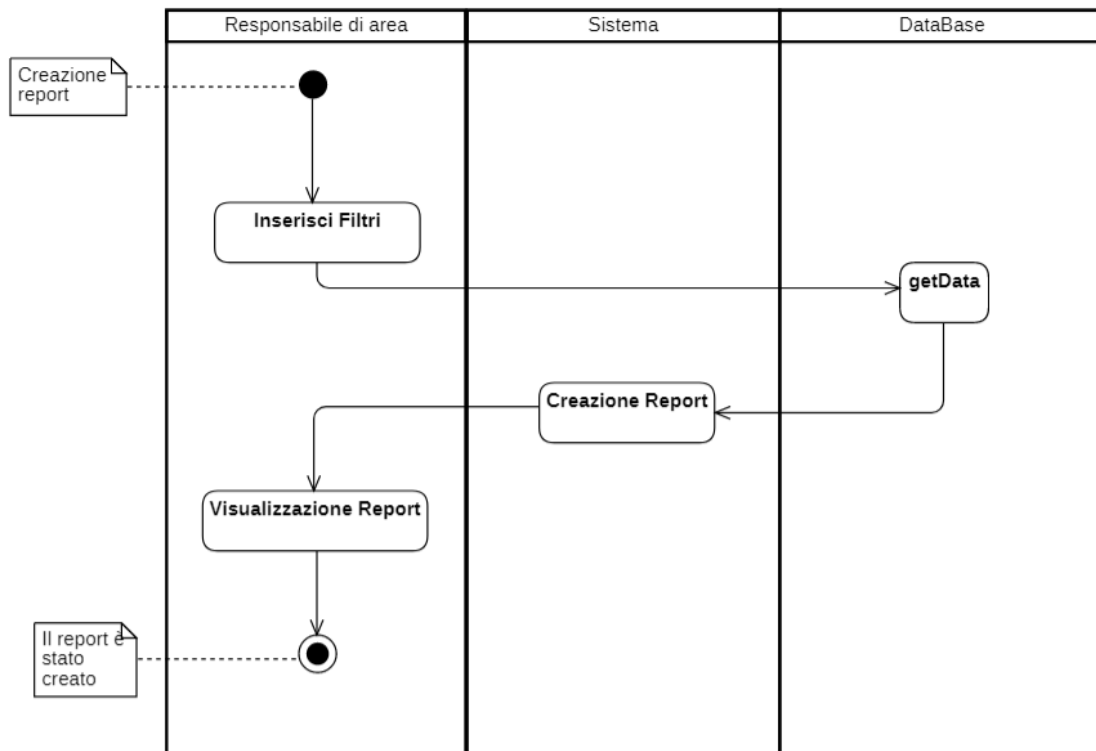 Responsabile di area
Sistema
DataBase
Creazione
report
Inserisci Filtri
getData
Creazione Report
Visualizzazione Report
Il report è
stato
creato